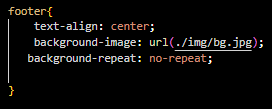 footer{
    text-align: center;
    background-image: url(./img/bg.jpg);
   background-repeat: no-repeat;

}